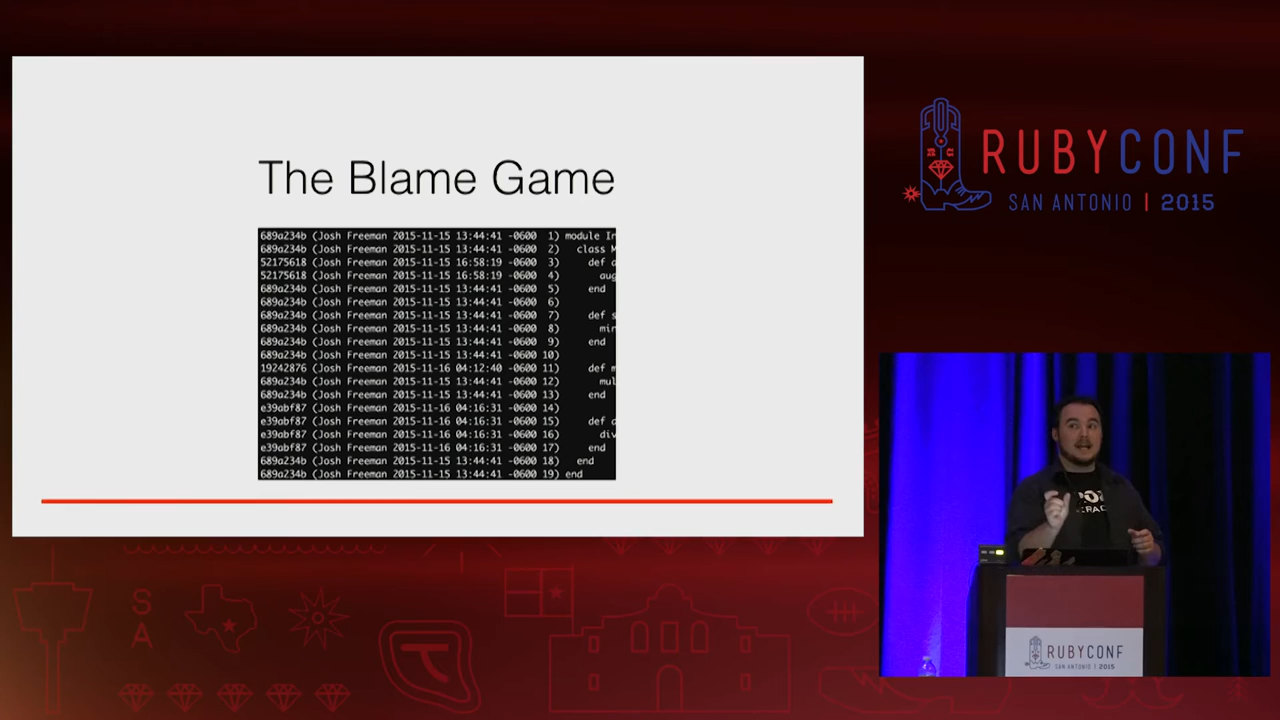 The Blame Game
689a234b (Josh Freeman 2015-11-15 13:44:41 -0600 1) module In
689a234b (Josh Freeman 2015-11-15 13:44:41 -0600 2) class M
52175618 (Josh Freeman 2015-11-15 16:58:19 -0600 3) def a
52175618 (Josh Freeman 2015-11-15 16:58:19 -0600 4) aug
689a234b (Josh Freeman 2015-11-15 13:44:41 -0600 5) end
689a234b (Josh Freeman 2015-11-15 13:44:41 -0600 6)
689a234b (Josh Freeman 2015-11-15 13:44:41 -0600 7) def s
689a234b (Josh Freeman 2015-11-15 13:44:41 -0600 8) min
689a234b (Josh Freeman 2015-11-15 13:44:41 -0600 9) end
689a234b (Josh Freeman 2015-11-15 13:44:41 -0600 10)
19242876 (Josh Freeman 2015-11-16 04:12:40 -0600 11) def m
689a234b (Josh Freeman 2015-11-15 13:44:41 -0600 12) mul
689a234b (Josh Freeman 2015-11-15 13:44:41 -0600 13) end
e39abf87 (Josh Freeman 2015-11-16 04:16:31 -0600 14)
e39abf87 (Josh Freeman 2015-11-16 04:16:31 -0600 15) def d
e39abf87 (Josh Freeman 2015-11-16 04:16:31 -0600 16) div
e39abf87 (Josh Freeman 2015-11-16 04:16:31 -0600 17) end
689a234b (Josh Freeman 2015-11-15 13:44:41 -0600 18) end
689a234b (Josh Freeman 2015-11-15 13:44:41 -0600 19) end
RUBYCONF
SAN ANTONIO | 2015
RUBYCONF
SAN ANTONIO | 2015
S
A